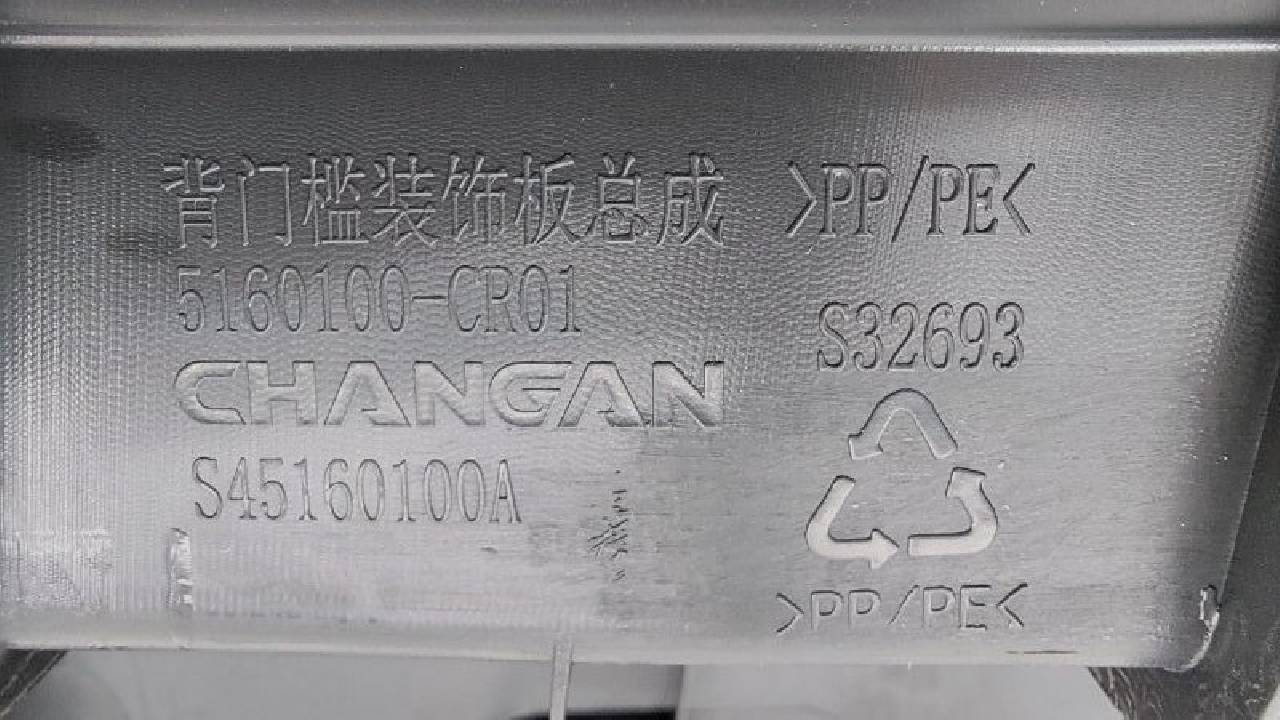 背门槛装饰板总成 >PP/PE<
5160100-CR01
S32693
CHANGAN
S45160100A
>PP/PE<